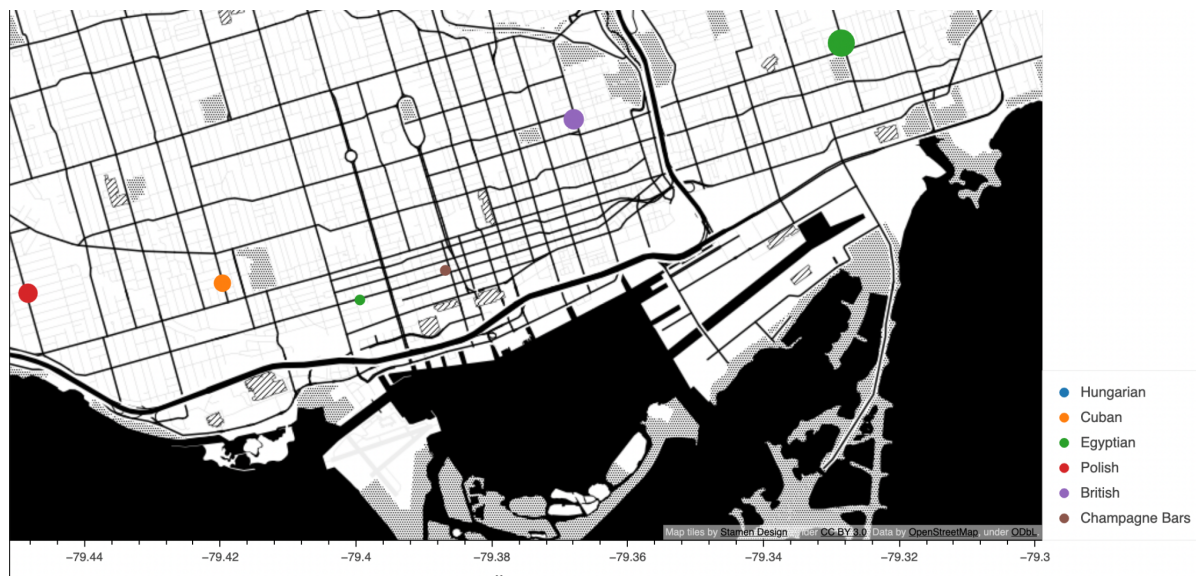 Hungarian
Cuban
Egyptian
Polish
British
Champagne Bars
Map tiles by Stamen Design, under CC BY 3.0. Data by OpenStreetMap, under ODbL.
−79.44 −79.42 −79.4 −79.38 −79.36 −79.34 −79.32 −79.3